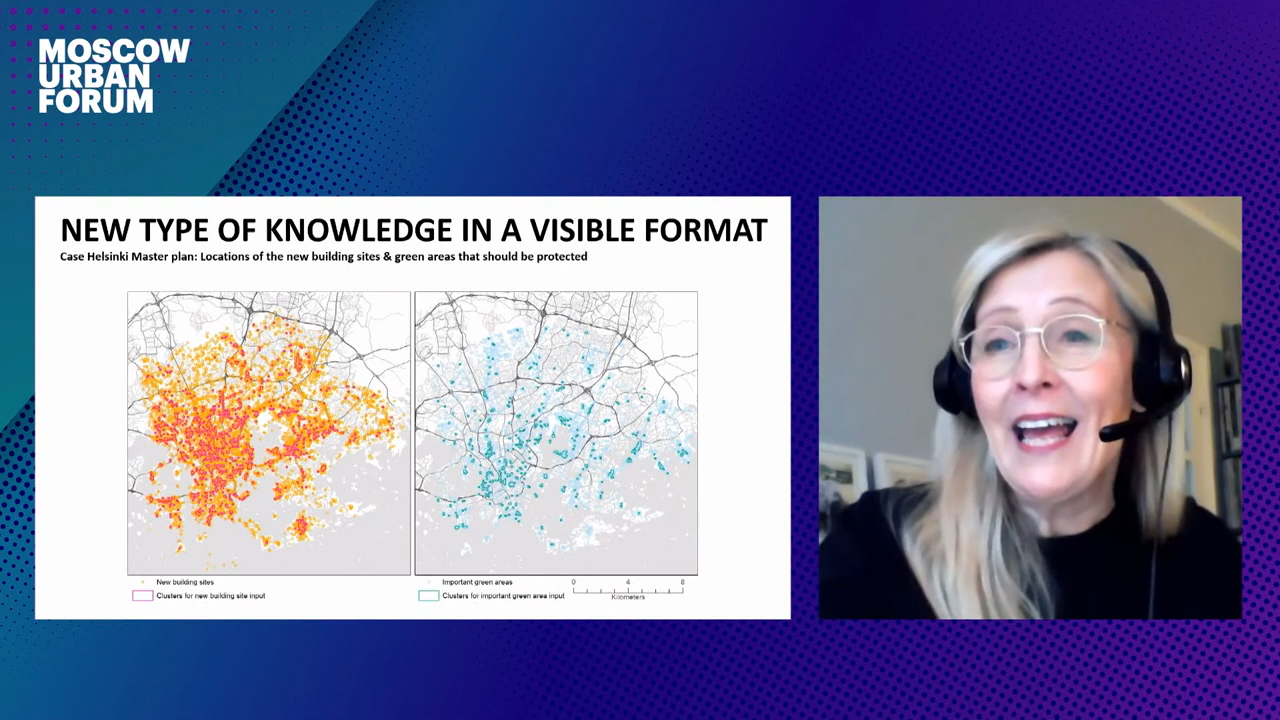 MOSCOW
URBAN
FORUM
NEW TYPE OF KNOWLEDGE IN A VISIBLE FORMAT
Case Helsinki Master plan: Locations of the new building sites & green areas that should be protected
New building sites
Clusters for new building site input
Important green areas
Clusters for important green area input
0 4 8
Kilometers